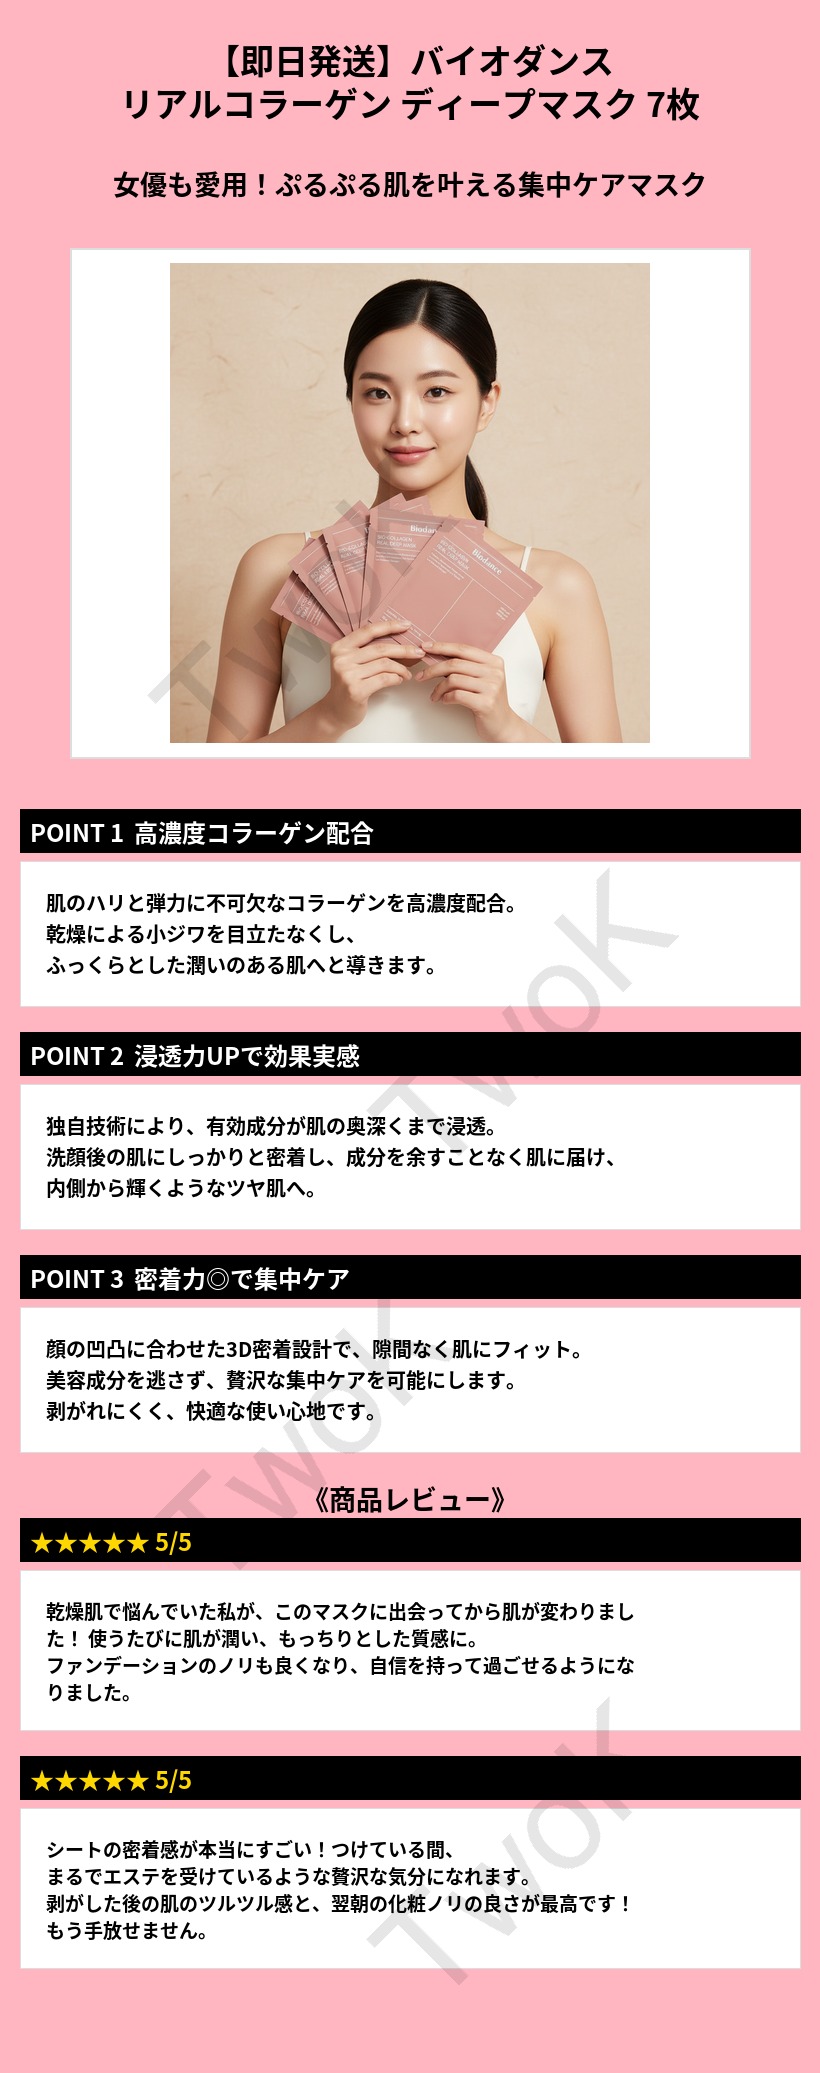 【即日発送】バイオダンス
リアルコラーゲン ディープマスク 7枚
女優も愛用！ぷるぷる肌を叶える集中ケアマスク
Biodance
BIO-COLLAGEN
REAL DEEP MASK
TwoK
POINT 1 高濃度コラーゲン配合
肌のハリと弾力に不可欠なコラーゲンを高濃度配合。
乾燥による小ジワを目立たなくし、
ふっくらとした潤いのある肌へと導きます。
TwoK
POINT 2 浸透力UPで効果実感
独自技術により、有効成分が肌の奥深くまで浸透。
洗顔後の肌にしっかりと密着し、成分を余すことなく肌に届け、
内側から輝くようなツヤ肌へ。
POINT 3 密着力◎で集中ケア
顔の凹凸に合わせた3D密着設計で、隙間なく肌にフィット。
美容成分を逃さず、贅沢な集中ケアを可能にします。
剥がれにくく、快適な使い心地です。
TwoK
《商品レビュー》
★★★★★ 5/5
乾燥肌で悩んでいた私が、このマスクに出会ってから肌が変わりまし
た！ 使うたびに肌が潤い、もっちりとした質感に。
ファンデーションのノリも良くなり、自信を持って過ごせるようにな
りました。
★★★★★ 5/5
シートの密着感が本当にすごい！つけている間、
まるでエステを受けているような贅沢な気分になれます。
剥がした後の肌のツルツル感と、翌朝の化粧ノリの良さが最高です！
もう手放せません。
TwoK